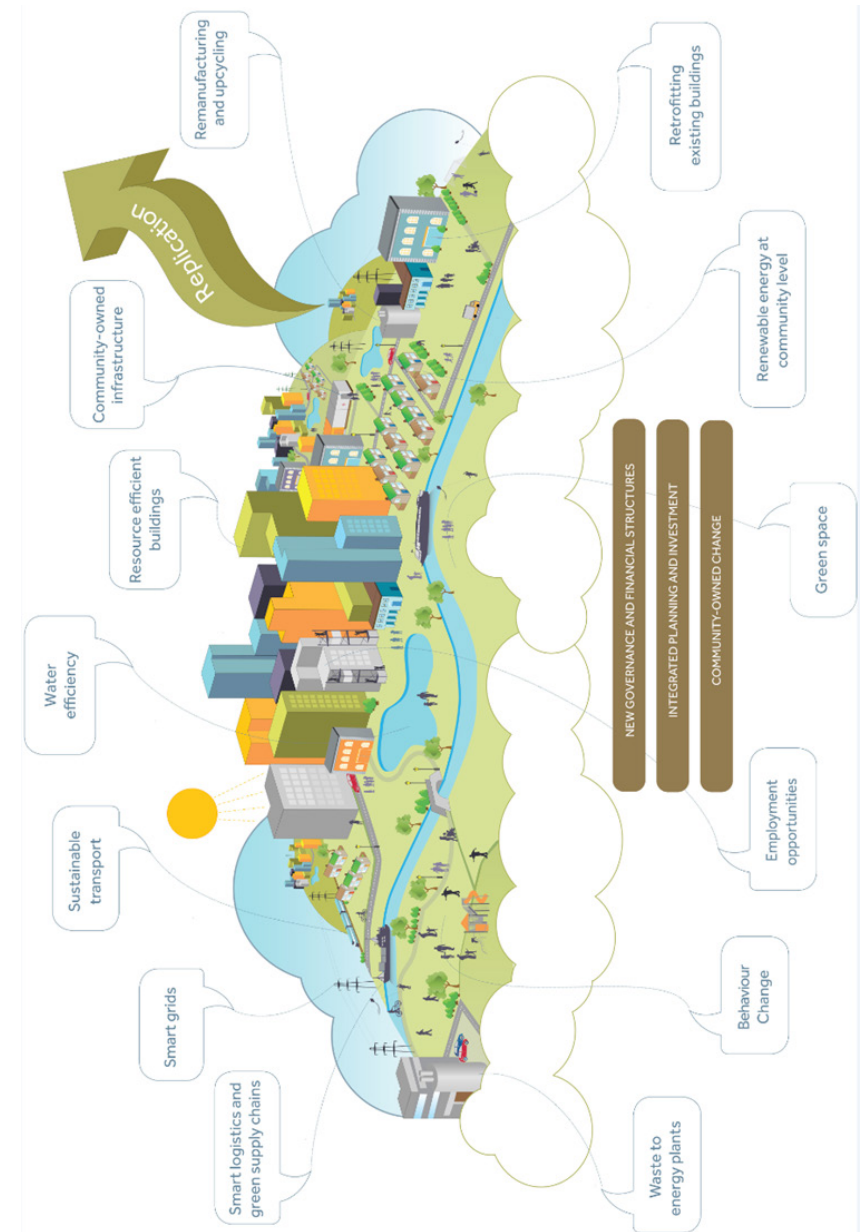 Smart logistics and
green supply chains
Smart grids
Sustainable
transport
Water
efficiency
Resource efficient
buildings
Community-owned
infrastructure
Remanufacturing
and upcycling
Replication
NEW GOVERNANCE AND FINANCIAL STRUCTURES
INTEGRATED PLANNING AND INVESTMENT
COMMUNITY-OWNED CHANGE
Waste to
energy plants
Behaviour
Change
Employment
opportunities
Green space
Renewable energy at
community level
Retrofitting
existing buildings